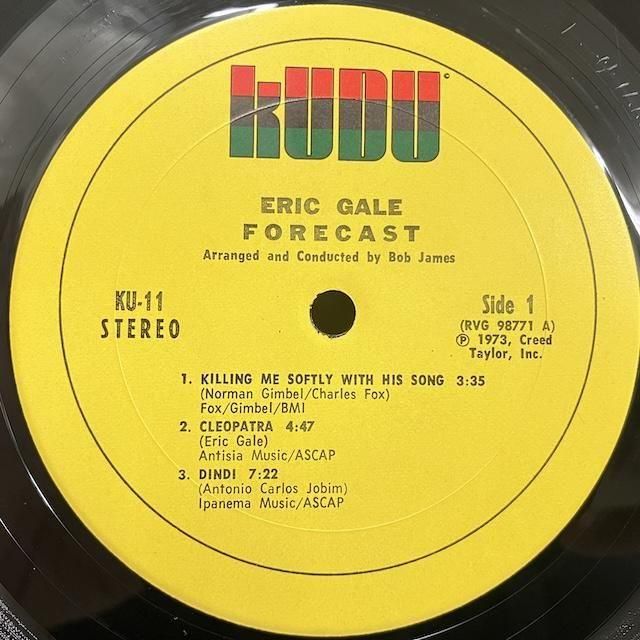 KUDU
ERIC GALE
FORECAST
Arranged and Conducted by Bob James
KU-11
STEREO
Side 1
(RVG 98771 A)
℗ 1973, Creed
Taylor, Inc.
1. KILLING ME SOFTLY WITH HIS SONG 3:35
(Norman Gimbel/Charles Fox)
Fox/Gimbel/BMI
2. CLEOPATRA 4:47
(Eric Gale)
Antisia Music/ASCAP
3. DINDI 7:22
(Antonio Carlos Jobim)
Ipanema Music/ASCAP